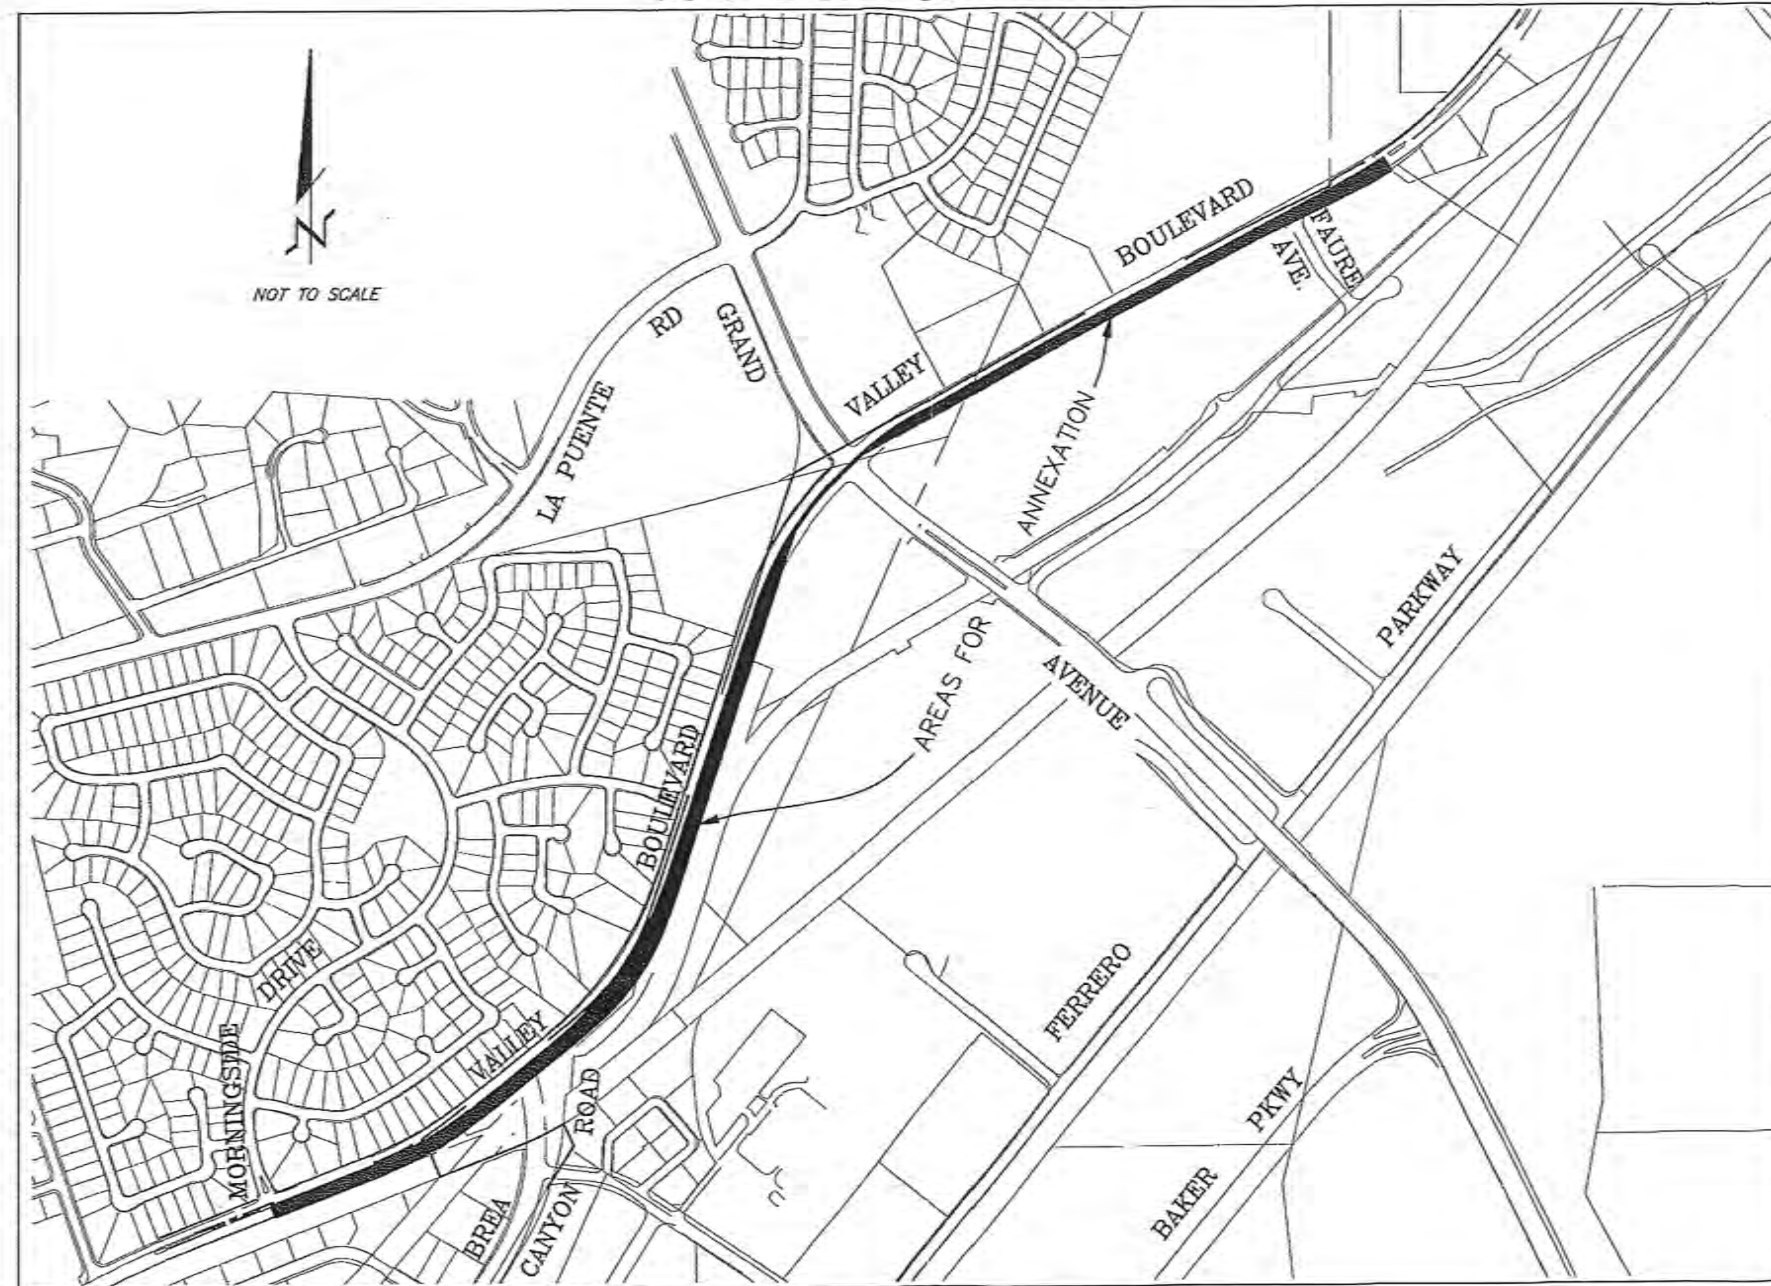 N
NOT TO SCALE
LA PUENTE
RD
GRAND
AVENUE
VALLEY
BOULEVARD
FAURE
AVE.
AREAS FOR
ANNEXATION
PARKWAY
FERRERO
BOULEVARD
VALLEY
MORNINGSIDE
DRIVE
BREA
CANYON
ROAD
BAKER
PKWY